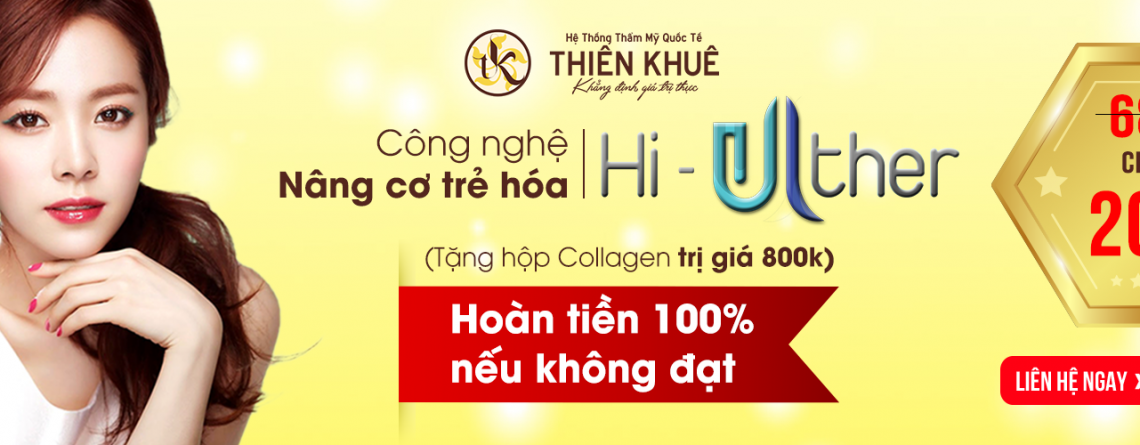 Hệ Thống Thẩm Mỹ Quốc Tế
THIÊN KHUÊ
Khẳng định giá trị thực
Công nghệ
Nâng cơ trẻ hóa
Hi - Ulther
(Tặng hộp Collagen trị giá 800k)
Hoàn tiền 100%
nếu không đạt
LIÊN HỆ NGAY